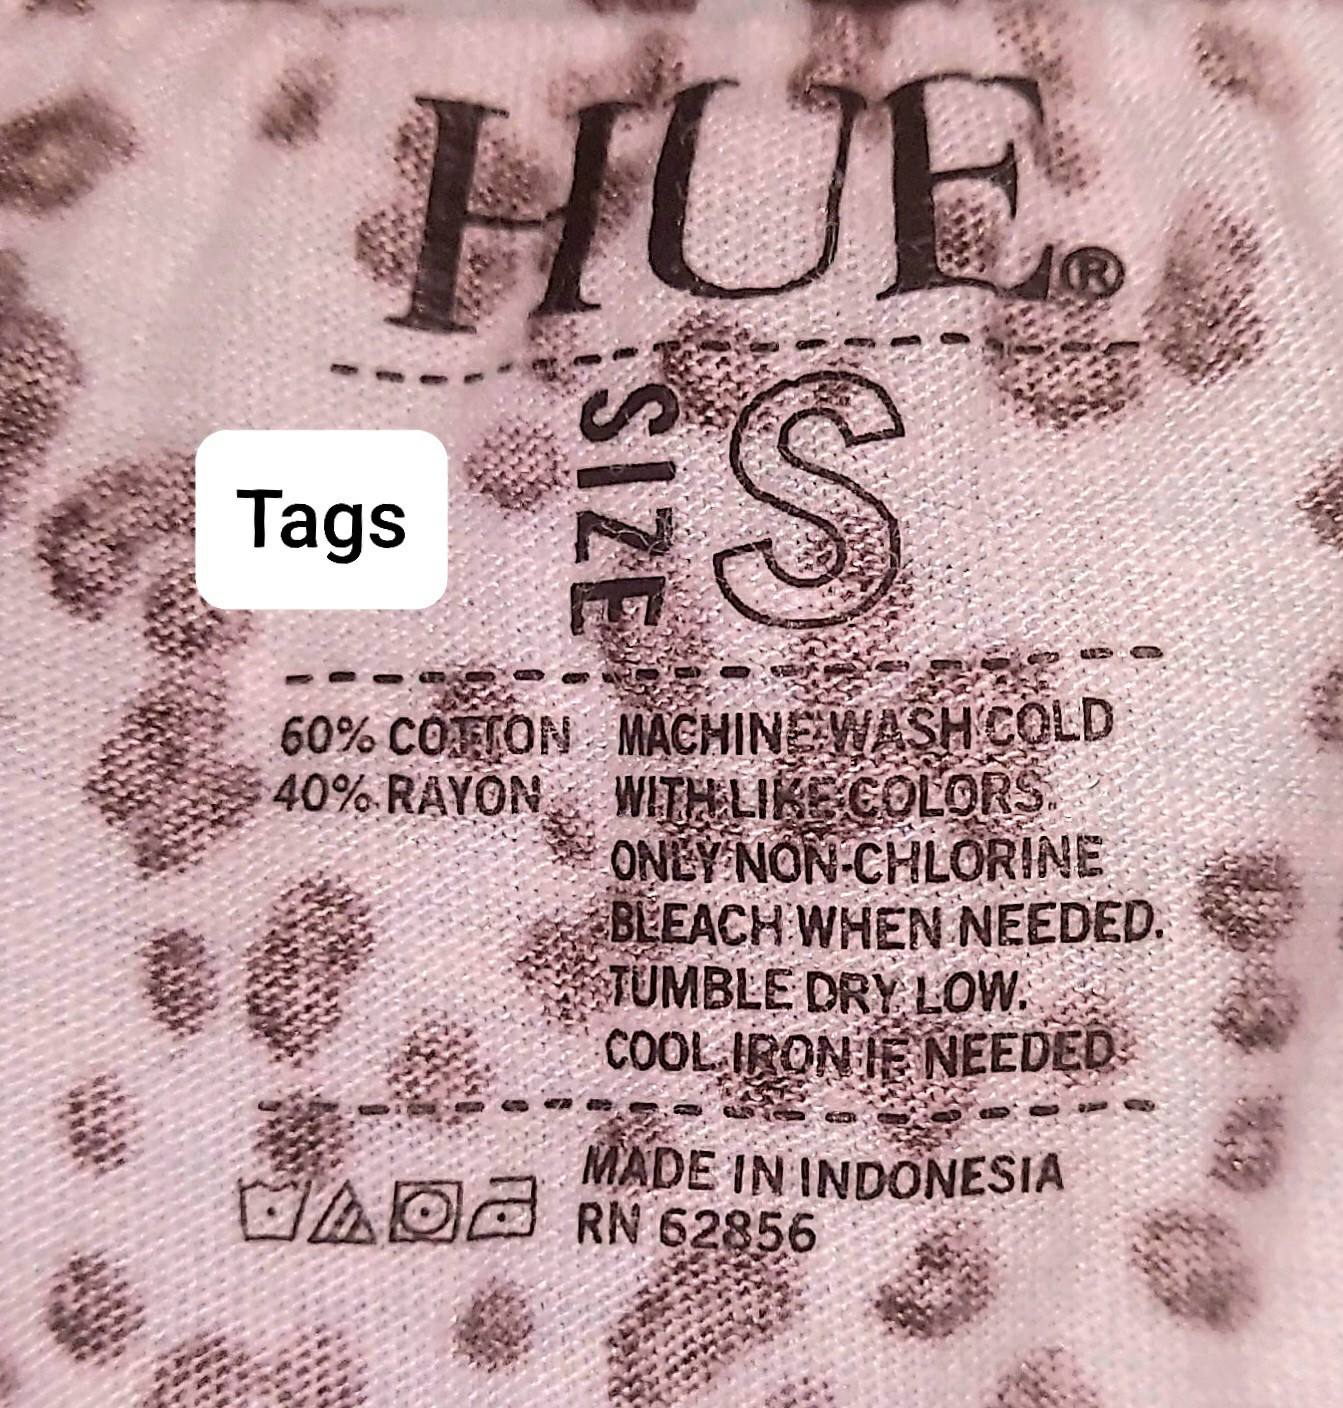 HUE®
SIZE S
Tags
60% COTTON
40% RAYON
MACHINE WASH COLD
WITH LIKE COLORS.
ONLY NON-CHLORINE
BLEACH WHEN NEEDED.
TUMBLE DRY LOW.
COOL IRON IF NEEDED
MADE IN INDONESIA
RN 62856